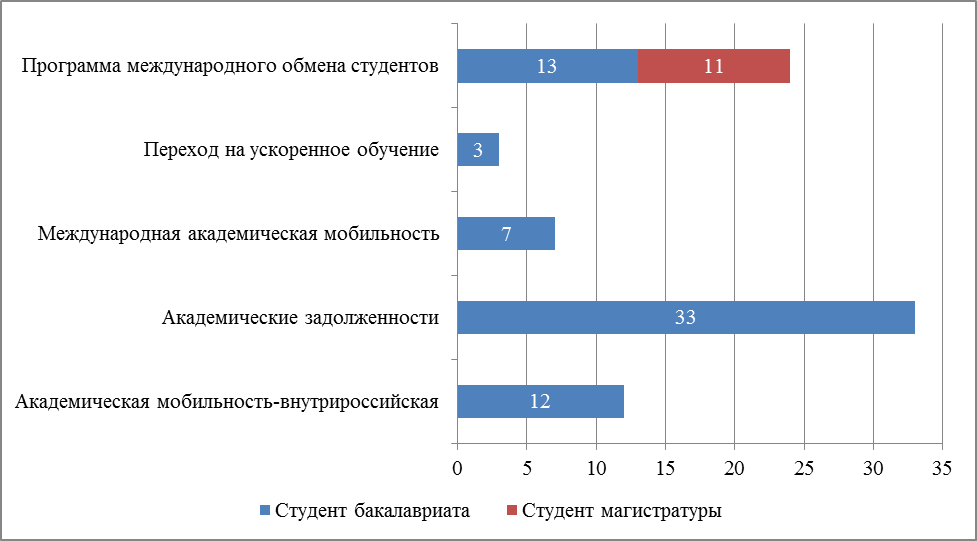 Программа международного обмена студентов
13 11
Переход на ускоренное обучение
3
Международная академическая мобильность
7
Академические задолженности
33
Академическая мобильность-внутрироссийская
12
0 5 10 15 20 25 30 35
Студент бакалавриата Студент магистратуры